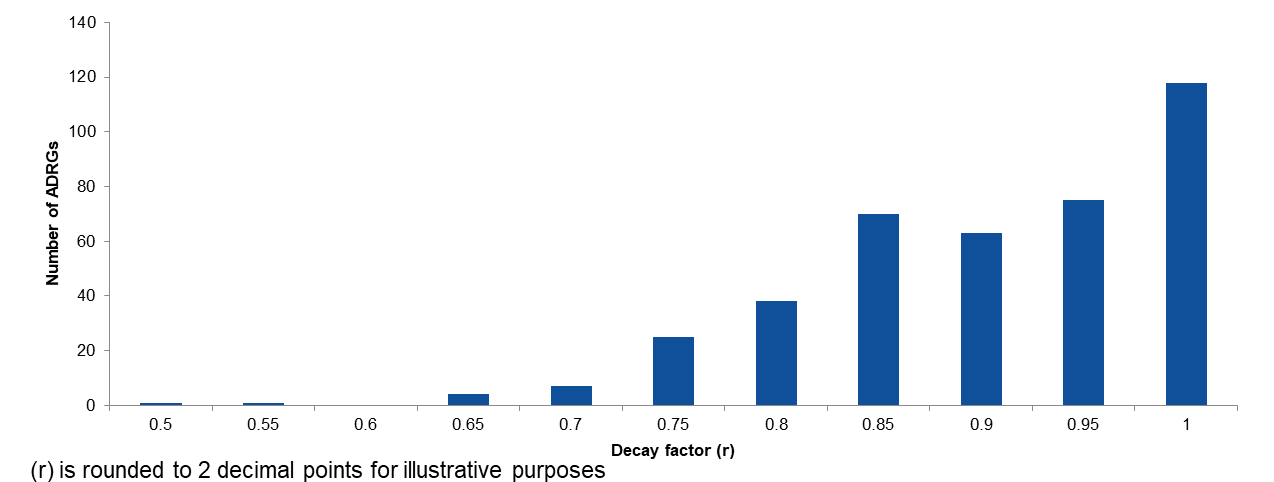 140
120
100
80
60
40
20
0
Number of ADRGs
0.5 0.55 0.6 0.65 0.7 0.75 0.8 0.85 0.9 0.95 1
Decay factor (r)
(r) is rounded to 2 decimal points for illustrative purposes